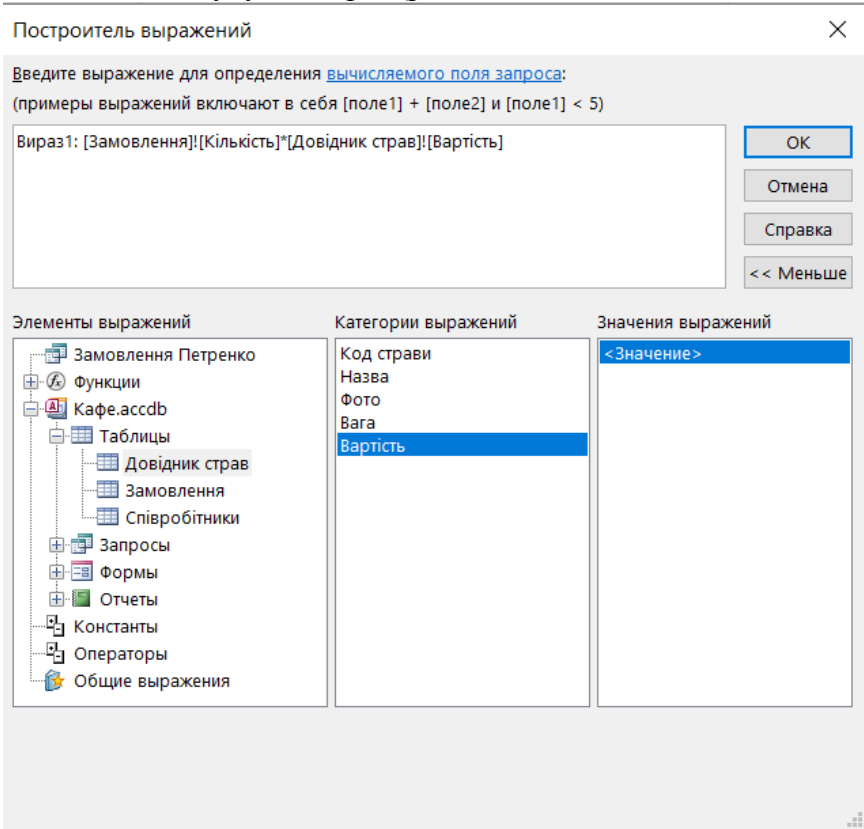 Построитель выражений
Введите выражение для определения вычисляемого поля запроса:
(примеры выражений включают в себя [поле1] + [поле2] и [поле1] < 5)
Вираз1: [Замовлення]![Кількість]*[Довідник страв]![Вартість]
ОК
Отмена
Справка
<< Меньше
Элементы выражений
Замовлення Петренко
Функции
Кафе.accdb
Таблицы
Довідник страв
Замовлення
Співробітники
Запросы
Формы
Отчеты
Константы
Операторы
Общие выражения
Категории выражений
Код страви
Назва
Фото
Вага
Вартість
Значения выражений
<Значение>